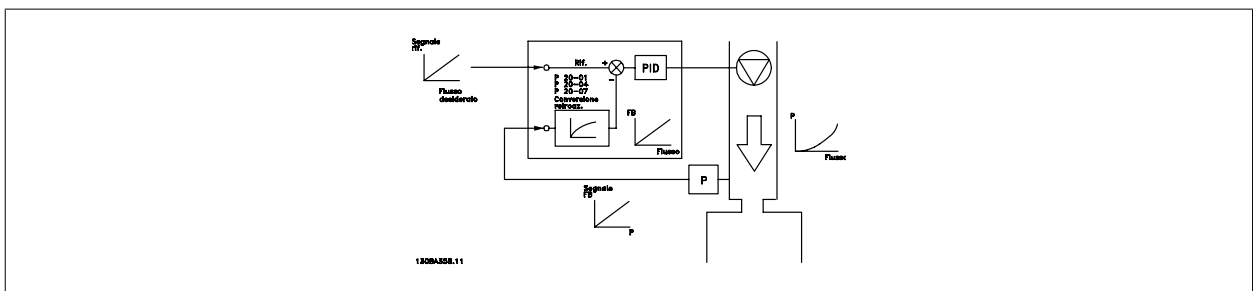 Segnale
rif.
Flusso
desiderato
Rif.
+
-
PID
P 20-01
P 20-04
P 20-07
Conversione
retroaz.
FB
Flusso
P
Flusso
P
Segnale
FB
P
130BA358.11